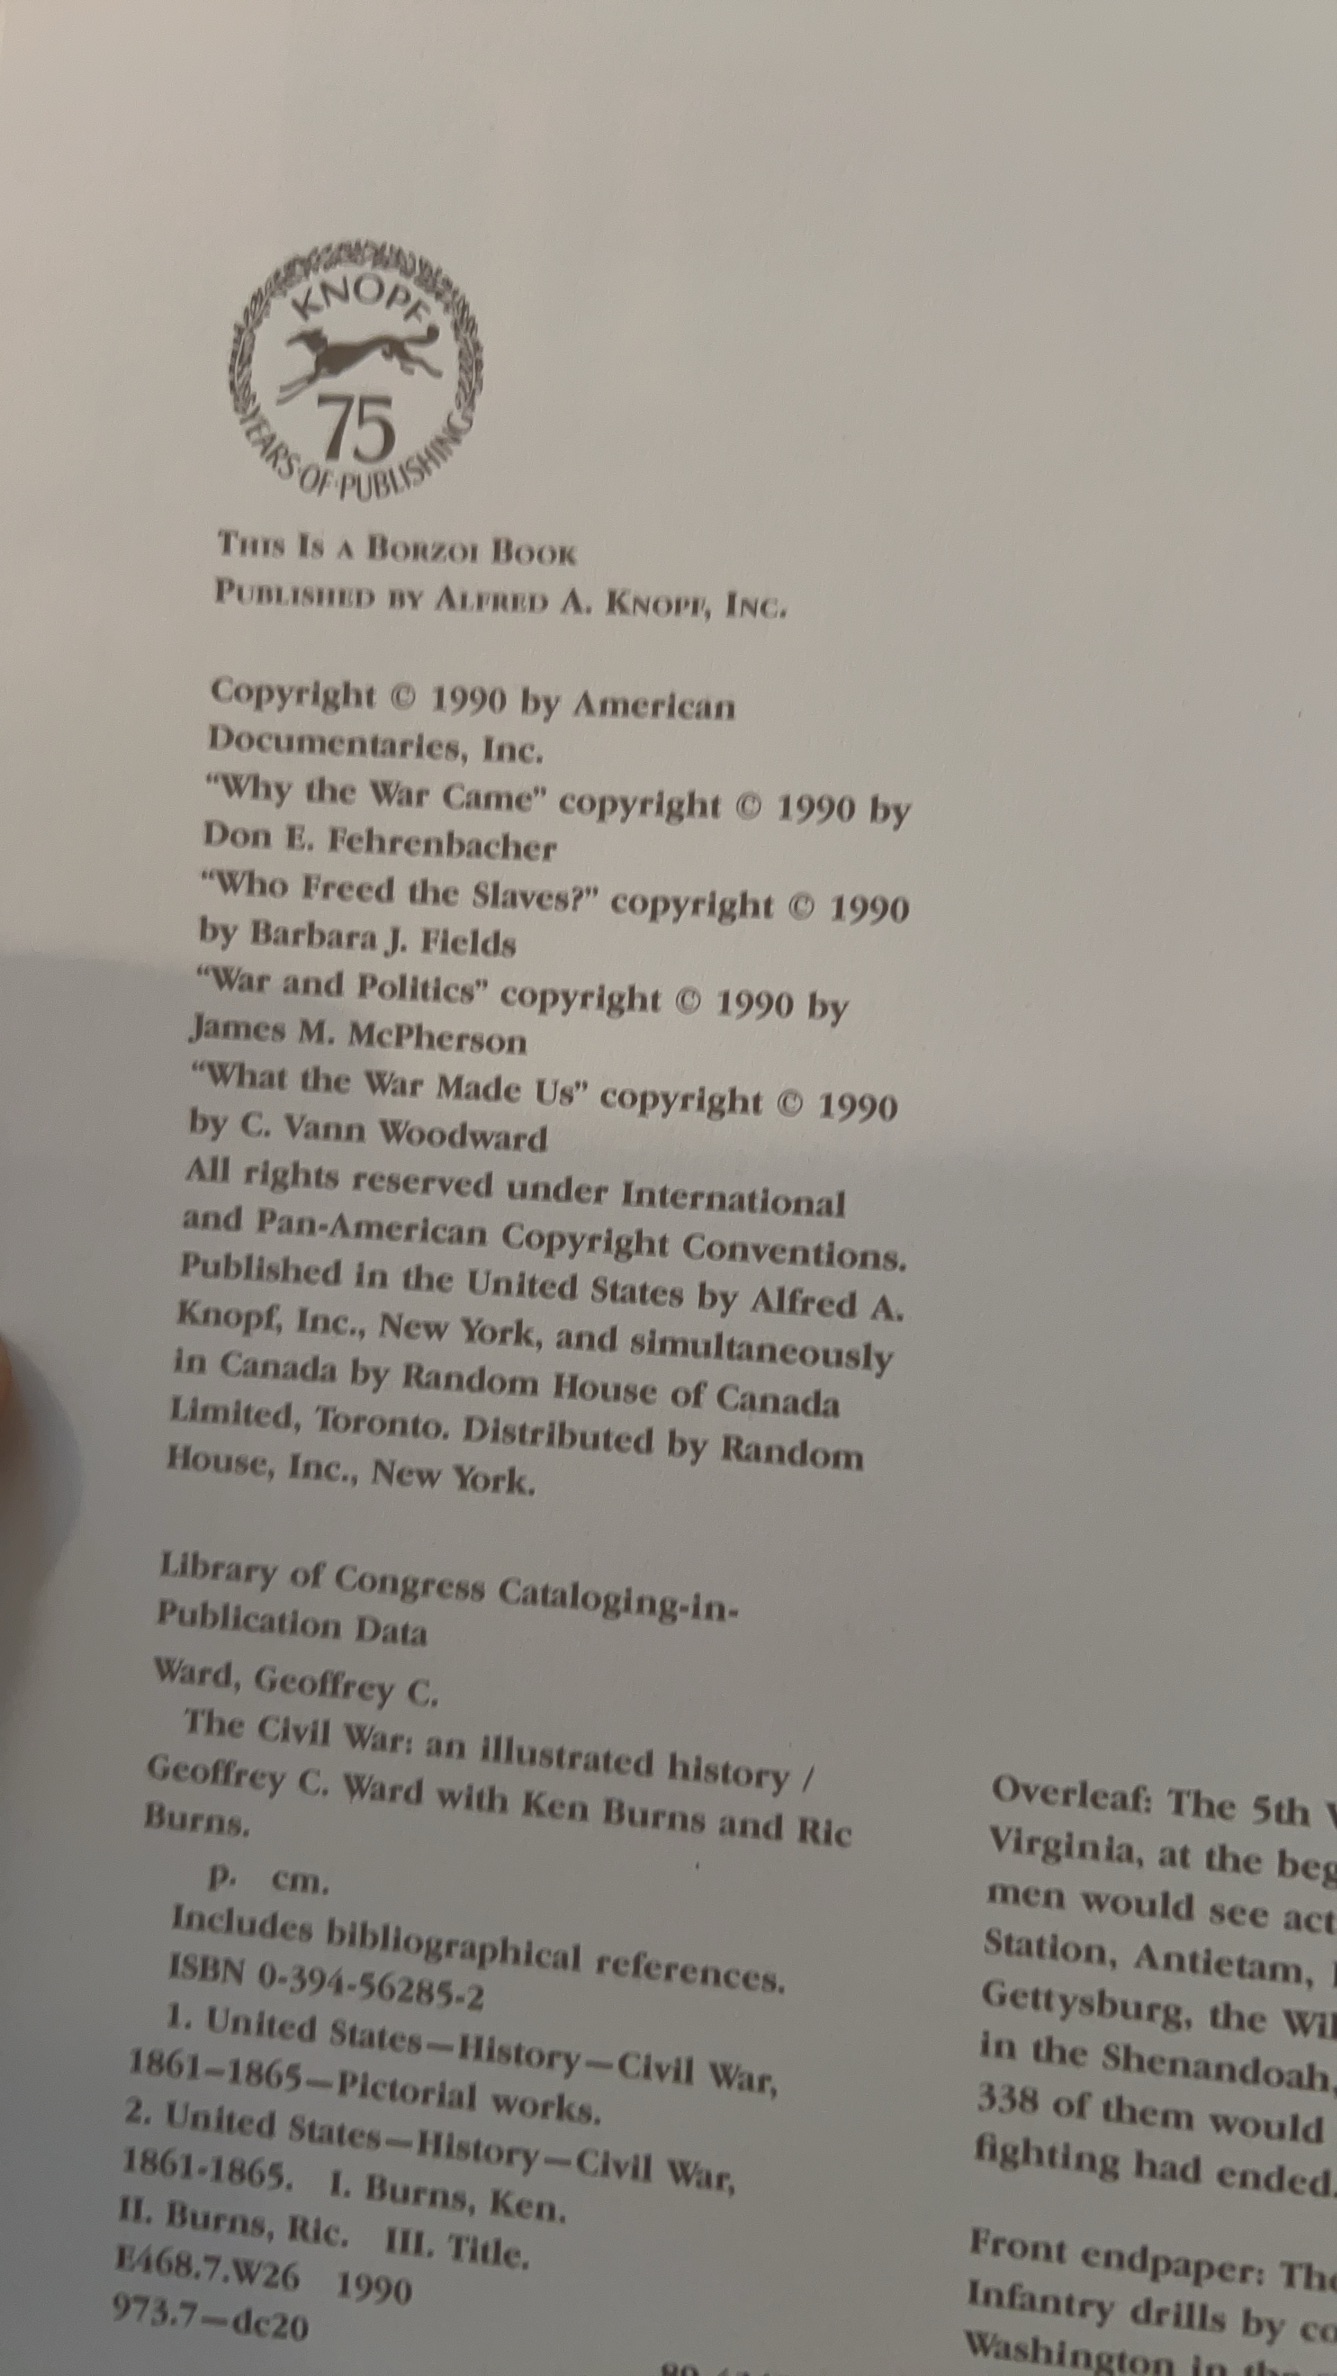 KNOPF
75
YEARS·OF·PUBLISHING
THIS IS A BORZOI BOOK
PUBLISHED BY ALFRED A. KNOPF, INC.
Copyright © 1990 by American
Documentaries, Inc.
“Why the War Came” copyright © 1990 by
Don E. Fehrenbacher
“Who Freed the Slaves?” copyright © 1990
by Barbara J. Fields
“War and Politics” copyright © 1990 by
James M. McPherson
“What the War Made Us” copyright © 1990
by C. Vann Woodward
All rights reserved under International
and Pan-American Copyright Conventions.
Published in the United States by Alfred A.
Knopf, Inc., New York, and simultaneously
in Canada by Random House of Canada
Limited, Toronto. Distributed by Random
House, Inc., New York.
Library of Congress Cataloging-in-
Publication Data
Ward, Geoffrey C.
The Civil War: an illustrated history /
Geoffrey C. Ward with Ken Burns and Ric
Burns.
p. cm.
Includes bibliographical references.
ISBN 0-394-56285-2
1. United States—History—Civil War,
1861–1865—Pictorial works.
2. United States—History—Civil War,
1861-1865. I. Burns, Ken.
II. Burns, Ric. III. Title.
E468.7.W26 1990
973.7—dc20
Overleaf: The 5th
Virginia, at the
men would see
Station, Antietam,
Gettysburg, the
in the Shenandoah,
338 of them would
fighting had ended.
Front endpaper: The
Infantry drills by
Washington in